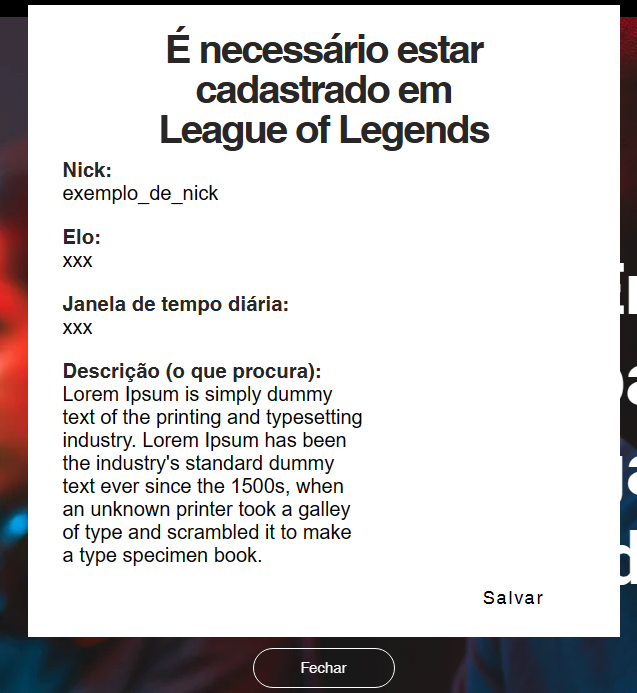 É necessário estar
cadastrado em
League of Legends
Nick:
exemplo_de_nick
Elo:
xxx
Janela de tempo diária:
xxx
Descrição (o que procura):
Lorem Ipsum is simply dummy
text of the printing and typesetting
industry. Lorem Ipsum has been
the industry's standard dummy
text ever since the 1500s, when
an unknown printer took a galley
of type and scrambled it to make
a type specimen book.
Salvar
Fechar